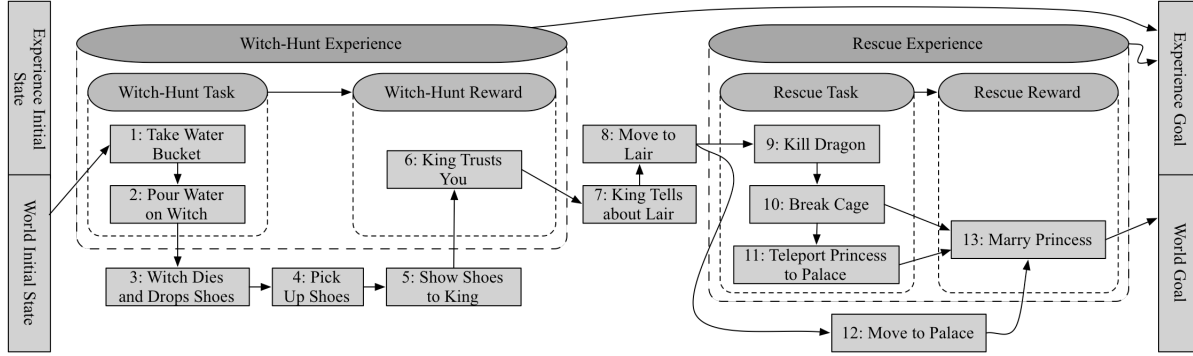 Experience Initial
State
World Initial State
Witch-Hunt Experience
Witch-Hunt Task
Witch-Hunt Reward
1: Take Water
Bucket
2: Pour Water
on Witch
3: Witch Dies
and Drops Shoes
4: Pick
Up Shoes
5: Show Shoes
to King
6: King Trusts
You
7: King Tells
about Lair
8: Move to
Lair
Rescue Experience
Rescue Task
Rescue Reward
9: Kill Dragon
10: Break Cage
11: Teleport Princess
to Palace
12: Move to Palace
13: Marry Princess
Experience Goal
World Goal